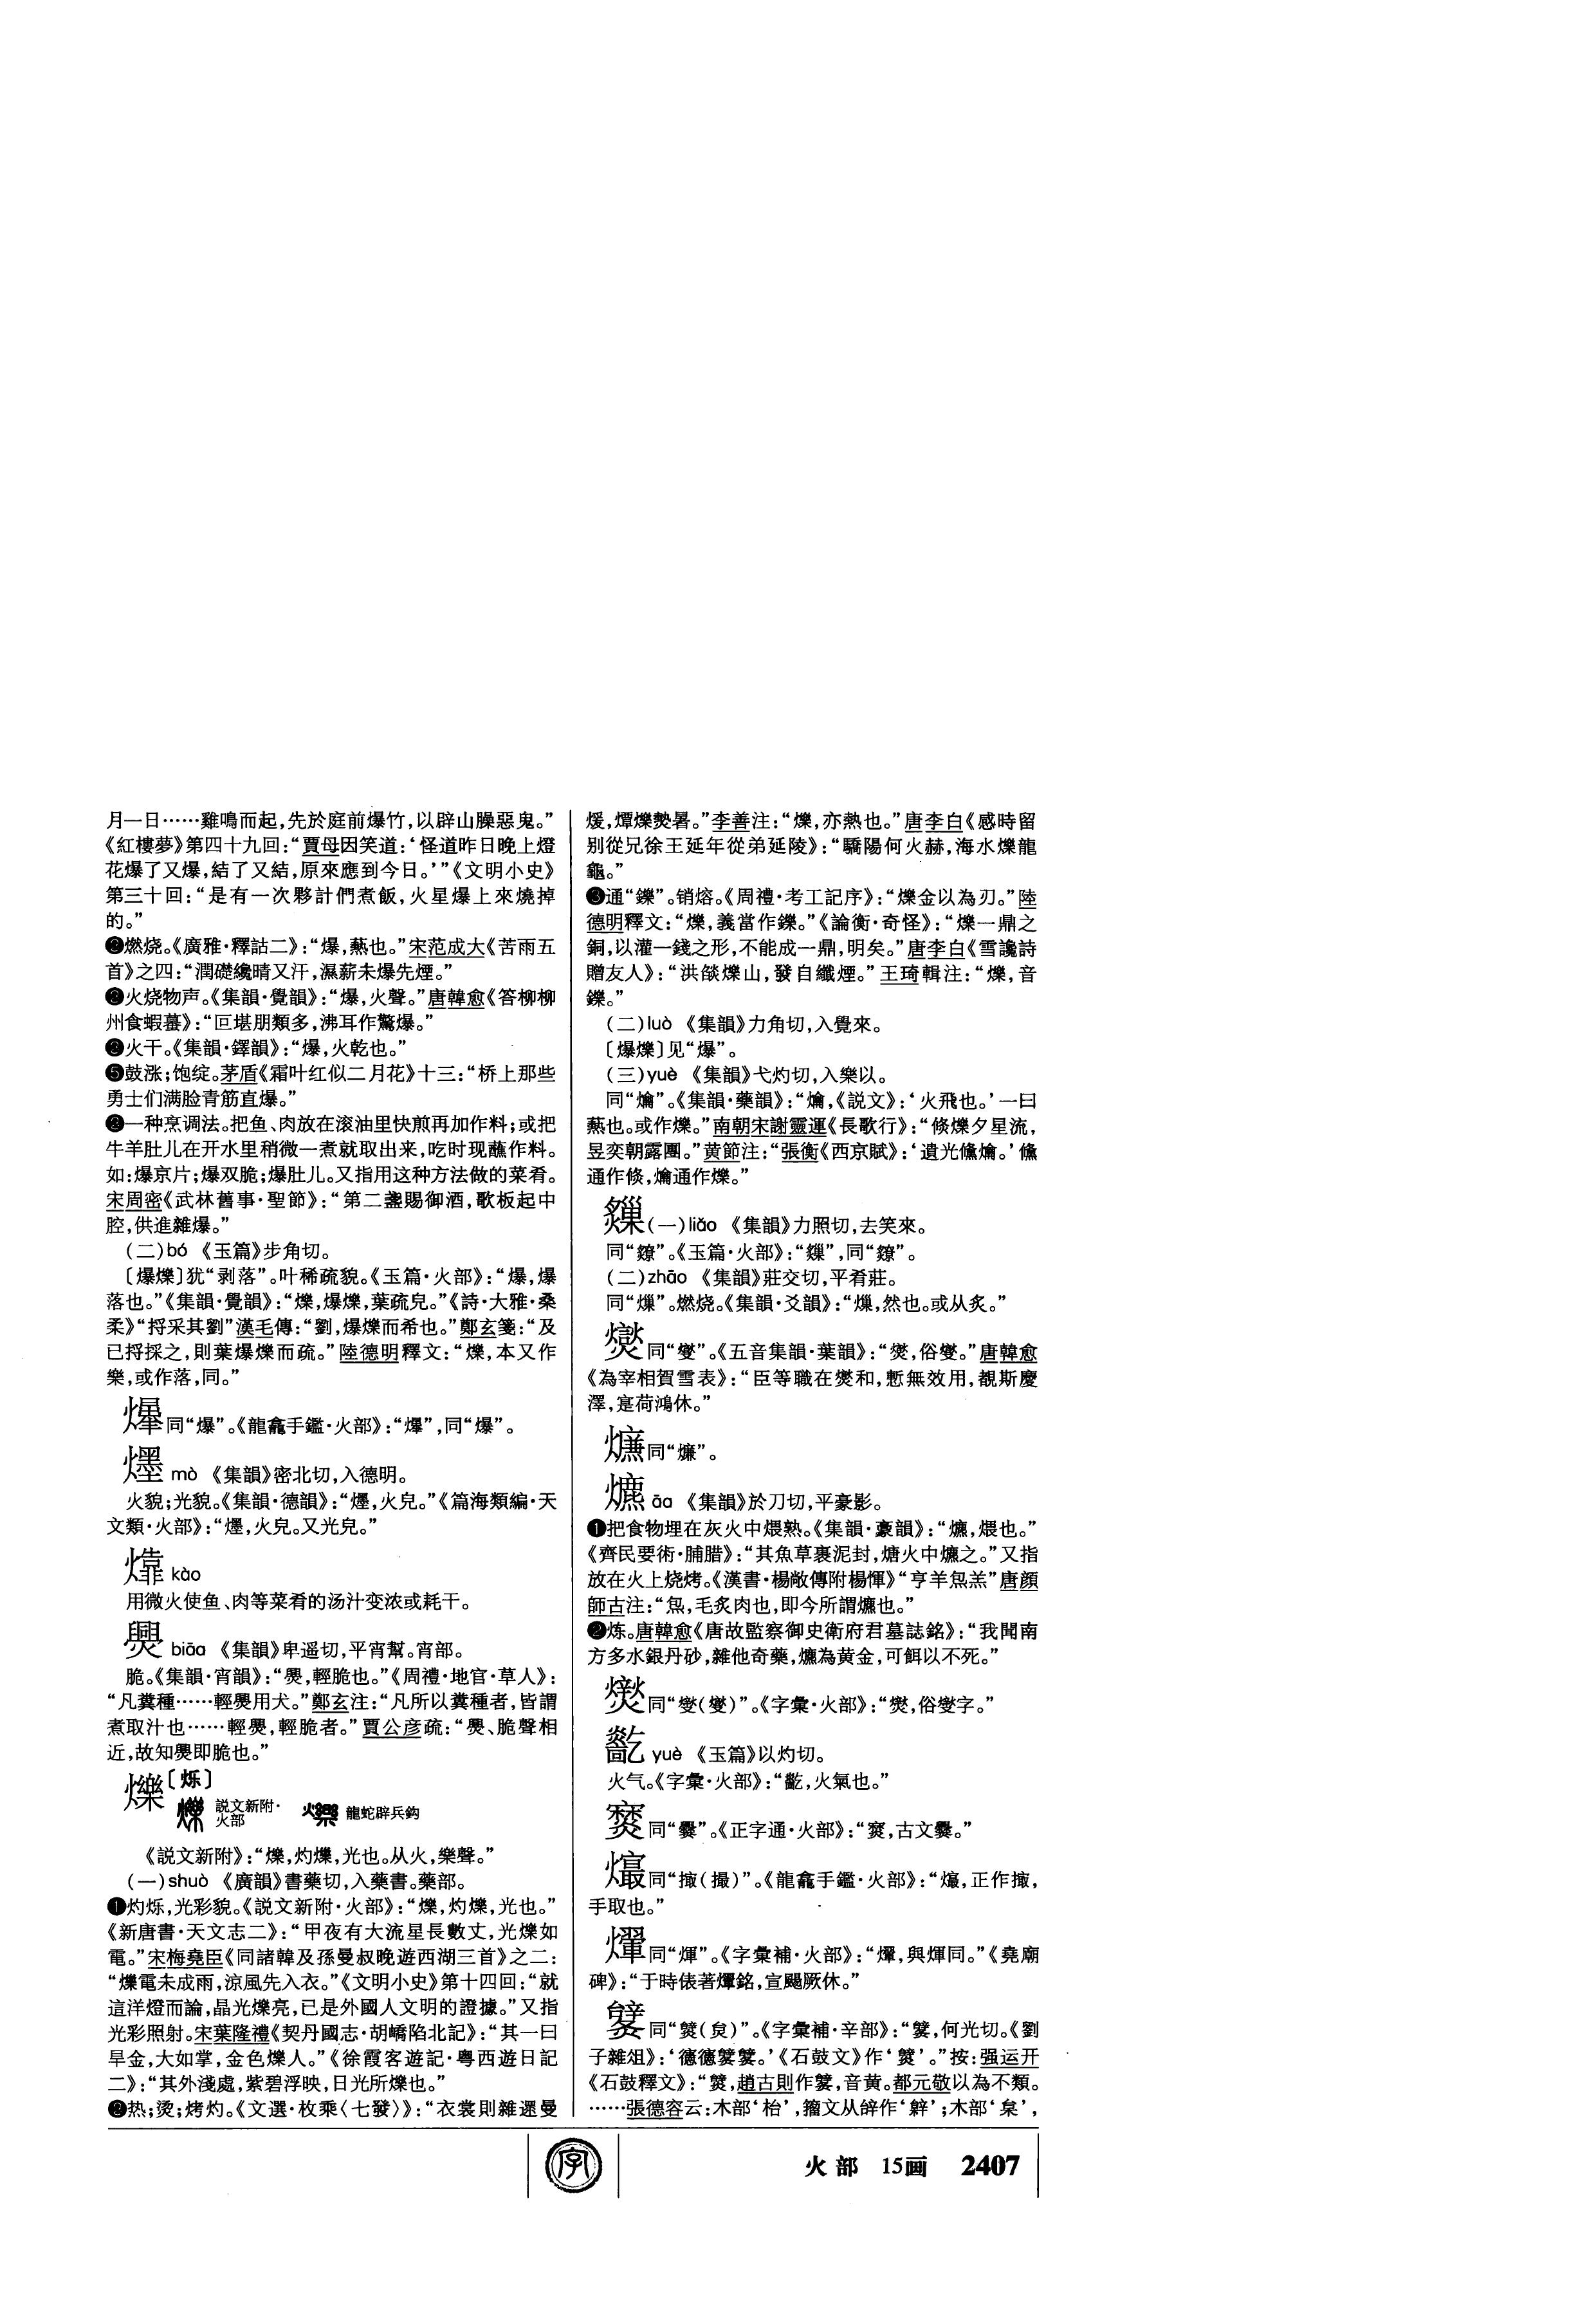 月一日……雞鳴而起，先於庭前爆竹，以辟山臊惡鬼。”
《紅樓夢》第四十九回：“賈母因笑道：‘怪道昨日晚上燈
花爆了又爆，結了又結，原來應到今日。’”《文明小史》
第三十回：“是有一次夥計們煮飯，火星爆上來燒掉
的。”
❷燃烧。《廣雅·釋詁二》：“爆，爇也。”宋范成大《苦雨五
首》之四：“潤礎纔晴又汗，濕薪未爆先煙。”
❷火烧物声。《集韻·覺韻》：“爆，火聲。”唐韓愈《答柳柳
州食蝦蟇》：“叵堪朋類多，沸耳作驚爆。”
❷火干。《集韻·鐸韻》：“爆，火乾也。”
❺鼓涨；饱绽。茅盾《霜叶红似二月花》十三：“桥上那些
勇士们满脸青筋直爆。”
❷一种烹调法。把鱼、肉放在滚油里快煎再加作料；或把
牛羊肚儿在开水里稍微一煮就取出来，吃时现蘸作料。
如：爆京片；爆双脆；爆肚儿。又指用这种方法做的菜肴。
宋周密《武林舊事·聖節》：“第二盞賜御酒，歌板起中
腔，供進雜爆。”
（二）bó 《玉篇》步角切。
〔爆爍〕犹“剥落”。叶稀疏貌。《玉篇·火部》：“爆，爆
落也。”《集韻·覺韻》：“爍，爆爍，葉疏皃。”《詩·大雅·桑
柔》“捋采其劉”漢毛傳：“劉，爆爍而希也。”鄭玄箋：“及
已捋採之，則葉爆爍而疏。”陸德明釋文：“爍，本又作
樂，或作落，同。”
同“爆”。《龍龕手鑑·火部》：“，同“爆”。
爅 mò 《集韻》密北切，入德明。
火貌；光貌。《集韻·德韻》：“爅，火皃。”《篇海類編·天
文類·火部》：“爅，火皃。又光皃。”
㸆 kào
用微火使鱼、肉等菜肴的汤汁变浓或耗干。
㶾 biāo 《集韻》卑遥切，平宵幫。宵部。
脆。《集韻·宵韻》：“，輕脆也。”《周禮·地官·草人》：
“凡糞種……輕用犬。”鄭玄注：“凡所以糞種者，皆謂
煮取汁也……輕，輕脆者。”賈公彦疏：“、脆聲相
近，故知即脆也。”
爍〔烁〕
説文新附·火部 龍蛇辟兵鈎
《説文新附》：“爍，灼爍，光也。从火，樂聲。”
（一）shuò 《廣韻》書藥切，入藥書。藥部。
❶灼烁，光彩貌。《説文新附·火部》：“爍，灼爍，光也。”
《新唐書·天文志二》：“甲夜有大流星長數丈，光爍如
電。”宋梅堯臣《同諸韓及孫曼叔晚遊西湖三首》之二：
“爍電未成雨，涼風先入衣。”《文明小史》第十四回：“就
這洋燈而論，晶光爍亮，已是外國人文明的證據。”又指
光彩照射。宋葉隆禮《契丹國志·胡嶠陷北記》：“其一曰
旱金，大如掌，金色爍人。”《徐霞客遊記·粤西遊日記
二》：“其外淺處，紫碧浮映，日光所爍也。”
❷热；烫；烤灼。《文選·枚乘〈七發〉》：“衣裳則雜遝曼
煖，燂爍熱暑。”李善注：“爍，亦熱也。”唐李白《感時留
别從兄徐王延年從弟延陵》：“驕陽何火赫，海水爍龍
龜。”
❸通“鑠”。销熔。《周禮·考工記序》：“爍金以為刃。”陸
德明釋文：“爍，義當作鑠。”《論衡·奇怪》：“爍一鼎之
銅，以灌一錢之形，不能成一鼎，明矣。”唐李白《雪讒詩
贈友人》：“洪燄爍山，發自纖煙。”王琦輯注：“爍，音
鑠。”
（二）luò 《集韻》力角切，入覺來。
〔爆爍〕见“爆”。
（三）yuè 《集韻》弋灼切，入樂以。
同“爚”。《集韻·藥韻》：“爚，《説文》：‘火飛也。’一曰
爇也。或作爍。”南朝宋謝靈運《長歌行》：“倏爍夕星流，
昱奕朝露團。”黄節注：“張衡《西京賦》：‘遺光儵爚。’儵
通作倏，爚通作爍。”
（一）liǎo 《集韻》力照切，去笑來。
同“”。《玉篇·火部》：“”，同“”。
（二）zhāo 《集韻》莊交切，平肴莊。
同“𤓉”。燃烧。《集韻·爻韻》：“，然也。或从炙。”
同“燮”。《五音集韻·葉韻》：“，俗燮。”唐韓愈
《為宰相賀雪表》：“臣等職在和，慙無效用，覩斯慶
澤，寔荷鴻休。”
同“熑”。
爊 āo 《集韻》於刀切，平豪影。
❶把食物埋在灰火中煨熟。《集韻·豪韻》：“爊，煨也。”
《齊民要術·脯腊》：“其魚草裹泥封，煻火中爊之。”又指
放在火上烧烤。《漢書·楊敞傳附楊惲》“亨羊炰羔”唐顔
師古注：“炰，毛炙肉也，即今所謂爊也。”
❷炼。唐韓愈《唐故監察御史衛府君墓誌銘》：“我聞南
方多水銀丹砂，雜他奇藥，爊為黄金，可餌以不死。”
同“燮（燮）”。《字彙·火部》：“，俗燮字。”
yuè 《玉篇》以灼切。
火气。《字彙·火部》：“，火氣也。”
同“爨”。《正字通·火部》：“，古文爨。”
同“撮（撮）”。《龍龕手鑑·火部》：“，正作，
手取也。”
同“煇”。《字彙補·火部》：“，與煇同。”《堯廟
碑》：“于時俵著銘，宣颺厥休。”
同“（炱）”。《字彙補·辛部》：“，何光切。《劉
子雜俎》：‘。’《石鼓文》作‘’。”按：强运开
《石鼓釋文》：“，趙古則作，音黄。都元敬以為不類。
……張德容云：木部‘枱’，籀文从辝作‘’；木部‘枲’，
火部 15画 2407